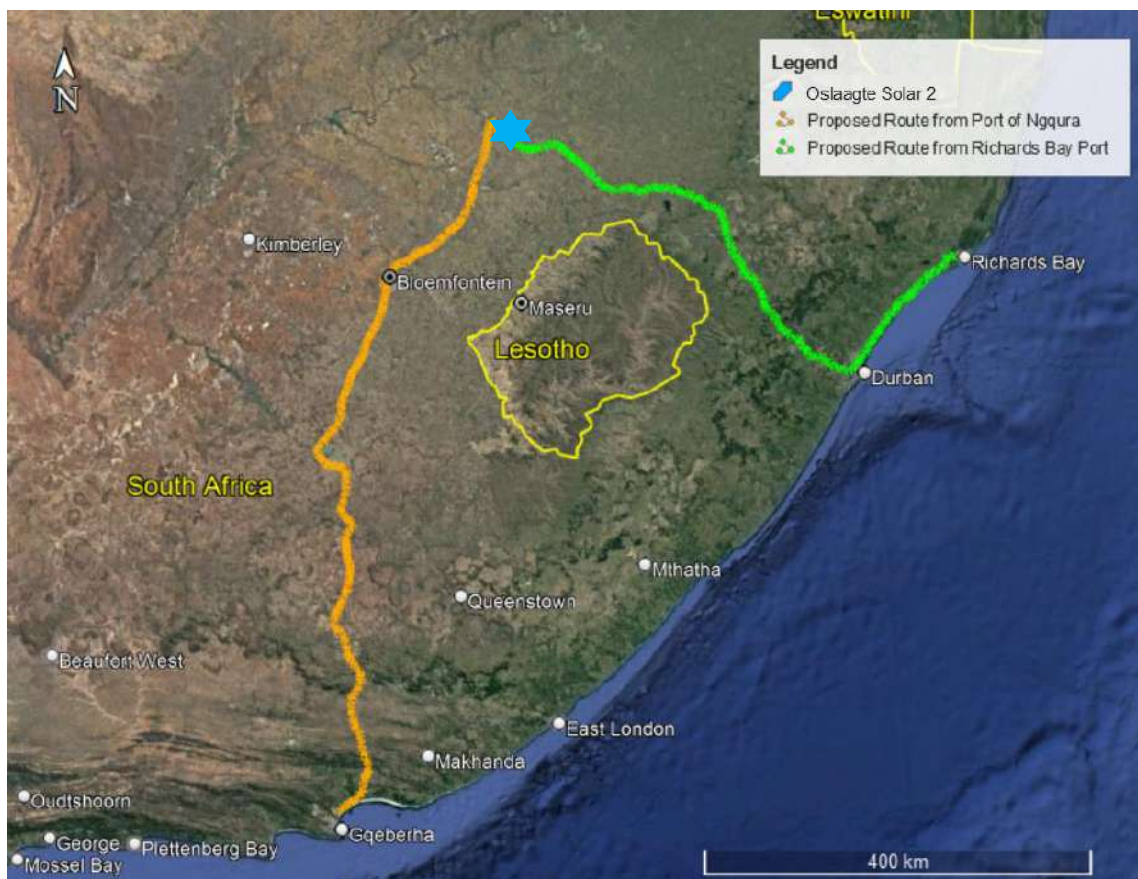 Eswatini
N
Legend
Oslaagte Solar 2
Proposed Route from Port of Ngqura
Proposed Route from Richards Bay Port
Kimberley
Richards Bay
Bloemfontein
Maseru
Lesotho
Durban
South Africa
Mthatha
Queenstown
Beaufort West
East London
Makhanda
Oudtshoorn
Gqeberha
George
Plettenberg Bay
Mossel Bay
400 km